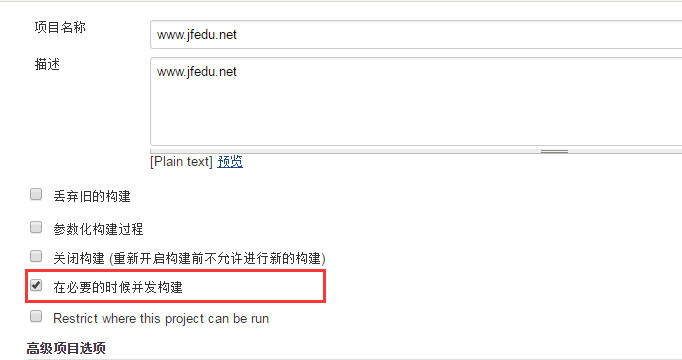 项目名称
www.jfedu.net
描述
www.jfedu.net
[Plain text] 预览
丢弃旧的构建
参数化构建过程
关闭构建 (重新开启构建前不允许进行新的构建)
在必要的时候并发构建
Restrict where this project can be run
高级项目选项